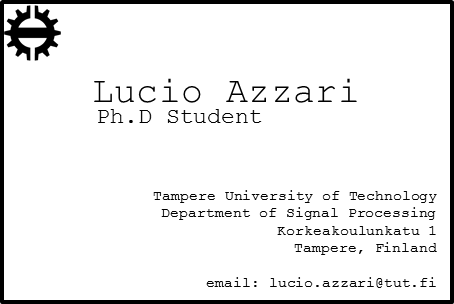 Lucio Azzari
Ph.D Student
Tampere University of Technology
Department of Signal Processing
Korkeakoulunkatu 1
Tampere, Finland
email: lucio.azzari@tut.fi